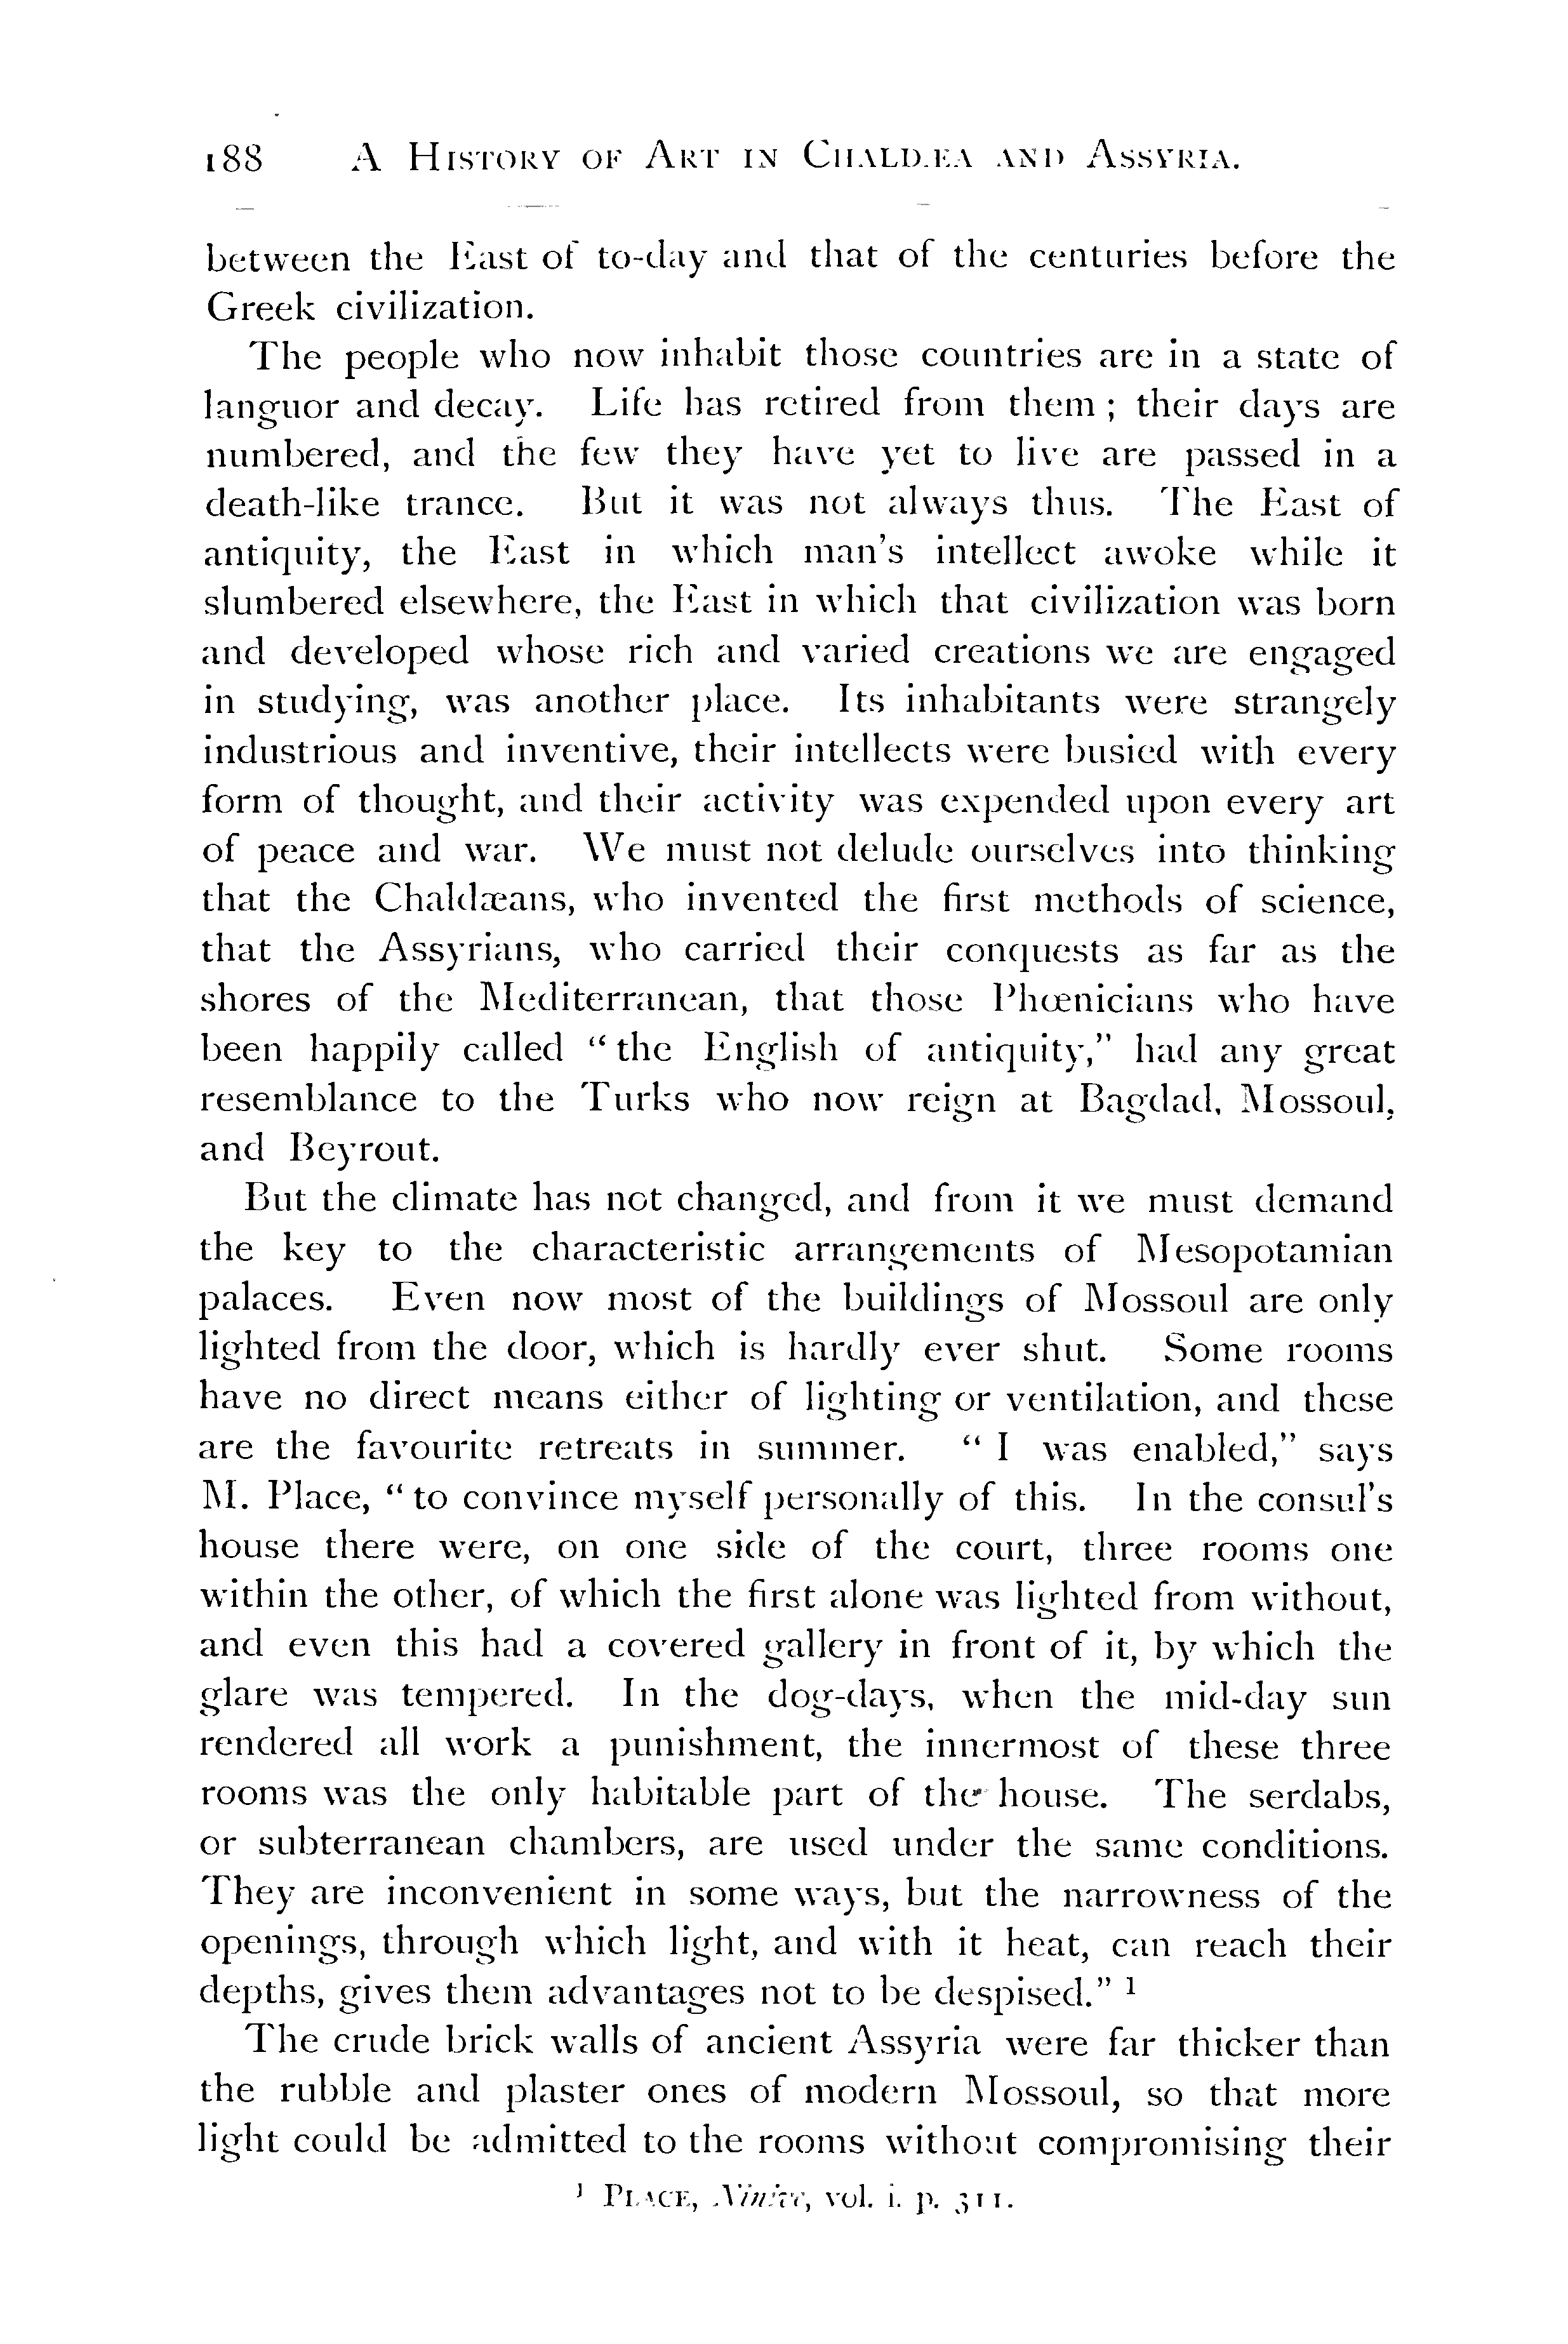 188 A History of Art in Chaldæa and Assyria.
between the East of to-day and that of the centuries before the
Greek civilization.
The people who now inhabit those countries are in a state of
languor and decay. Life has retired from them ; their days are
numbered, and the few they have yet to live are passed in a
death-like trance. But it was not always thus. The East of
antiquity, the East in which man's intellect awoke while it
slumbered elsewhere, the East in which that civilization was born
and developed whose rich and varied creations we are engaged
in studying, was another place. Its inhabitants were strangely
industrious and inventive, their intellects were busied with every
form of thought, and their activity was expended upon every art
of peace and war. We must not delude ourselves into thinking
that the Chaldæans, who invented the first methods of science,
that the Assyrians, who carried their conquests as far as the
shores of the Mediterranean, that those Phœnicians who have
been happily called “the English of antiquity,” had any great
resemblance to the Turks who now reign at Bagdad, Mossoul,
and Beyrout.
But the climate has not changed, and from it we must demand
the key to the characteristic arrangements of Mesopotamian
palaces. Even now most of the buildings of Mossoul are only
lighted from the door, which is hardly ever shut. Some rooms
have no direct means either of lighting or ventilation, and these
are the favourite retreats in summer. “I was enabled,” says
M. Place, “to convince myself personally of this. In the consul's
house there were, on one side of the court, three rooms one
within the other, of which the first alone was lighted from without,
and even this had a covered gallery in front of it, by which the
glare was tempered. In the dog-days, when the mid-day sun
rendered all work a punishment, the innermost of these three
rooms was the only habitable part of the house. The serdabs,
or subterranean chambers, are used under the same conditions.
They are inconvenient in some ways, but the narrowness of the
openings, through which light, and with it heat, can reach their
depths, gives them advantages not to be despised.” 1
The crude brick walls of ancient Assyria were far thicker than
the rubble and plaster ones of modern Mossoul, so that more
light could be admitted to the rooms without compromising their
1 Place, Ninive, vol. i. p. 311.